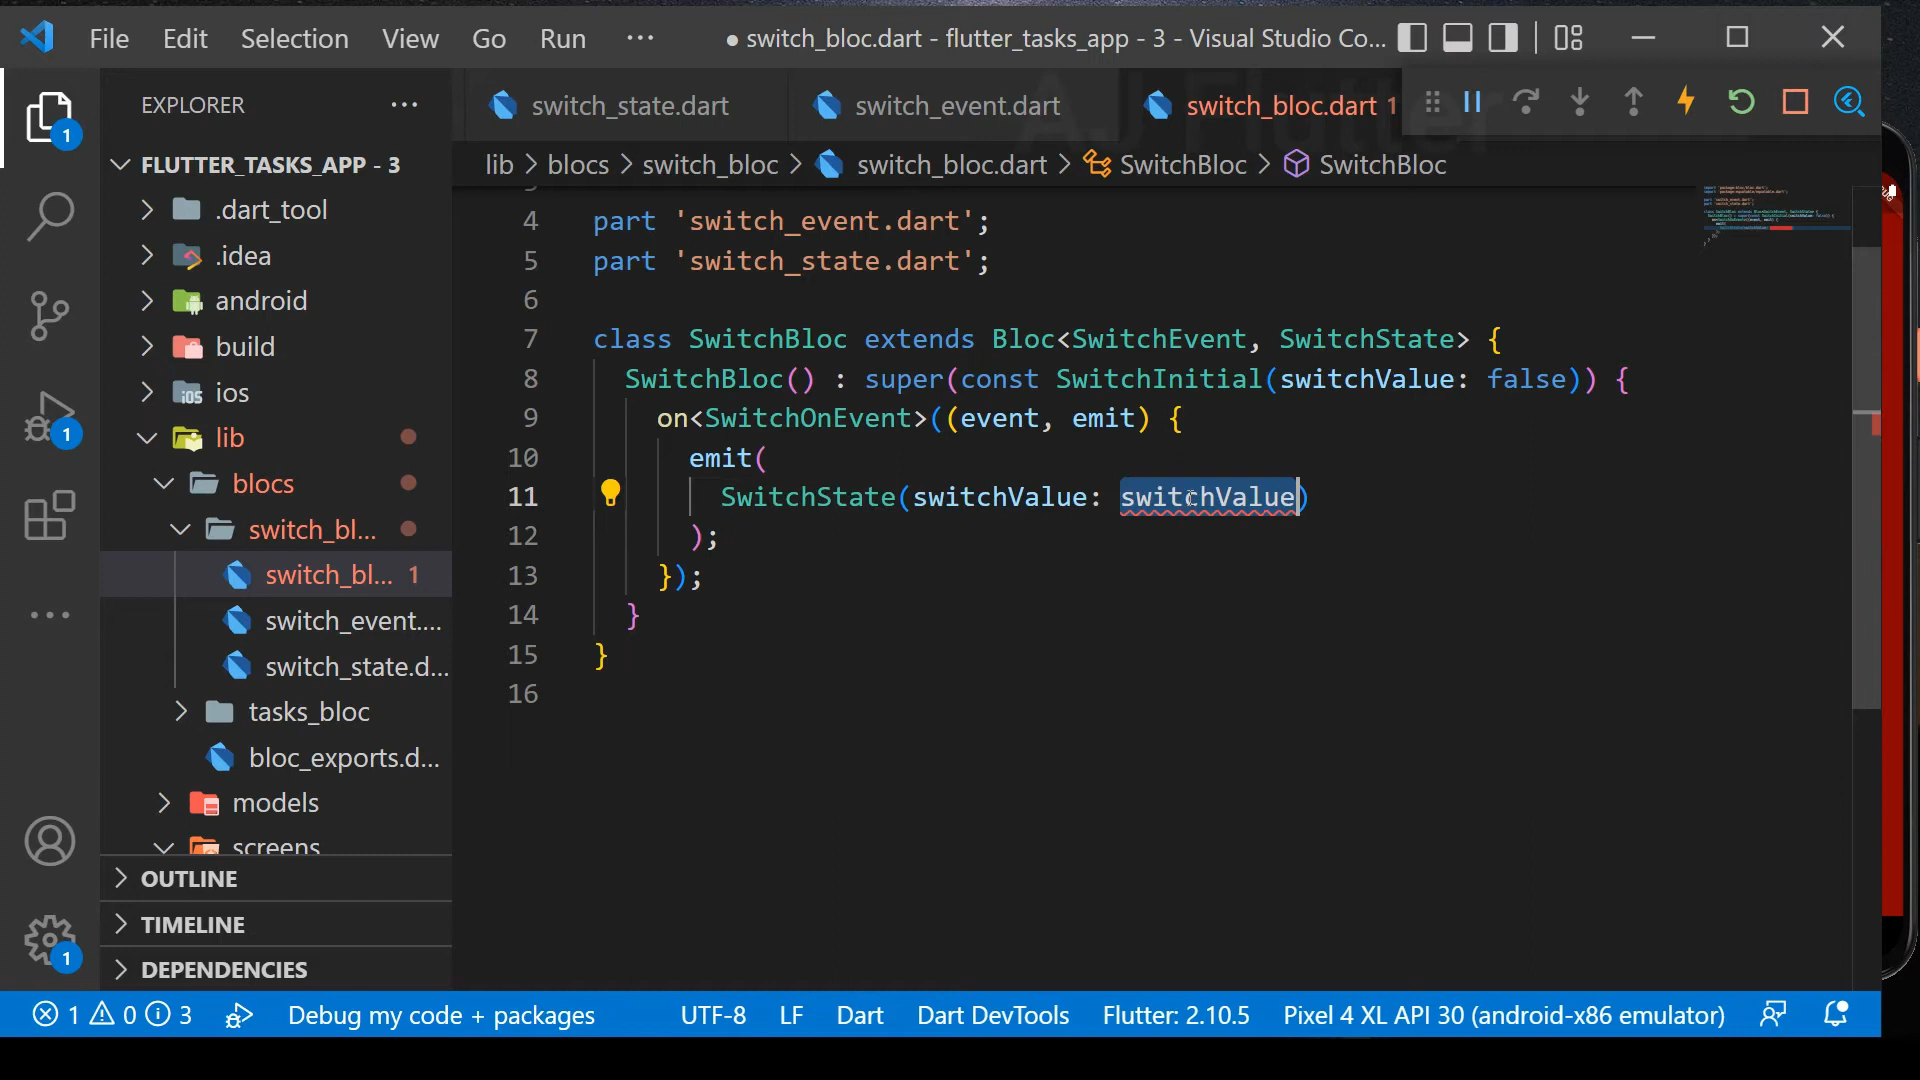 File Edit Selection View Go Run ··· ● switch_bloc.dart - flutter_tasks_app - 3 - Visual Studio Co...
EXPLORER ···
switch_state.dart switch_event.dart switch_bloc.dart 1
AJ Flutter
FLUTTER_TASKS_APP - 3
lib > blocs > switch_bloc > switch_bloc.dart > SwitchBloc > SwitchBloc
.dart_tool
.idea
android
build
ios
lib
blocs
switch_bl...
switch_bl... 1
switch_event....
switch_state.d...
tasks_bloc
bloc_exports.d...
models
screens
OUTLINE
TIMELINE
DEPENDENCIES
1
1
1
4 part 'switch_event.dart';
5 part 'switch_state.dart';
6
7 class SwitchBloc extends Bloc<SwitchEvent, SwitchState> {
8 SwitchBloc() : super(const SwitchInitial(switchValue: false)) {
9 on<SwitchOnEvent>((event, emit) {
10 emit(
11 SwitchState(switchValue: switchValue)
12 );
13 });
14 }
15 }
16
1 0 3 Debug my code + packages UTF-8 LF Dart Dart DevTools Flutter: 2.10.5 Pixel 4 XL API 30 (android-x86 emulator)